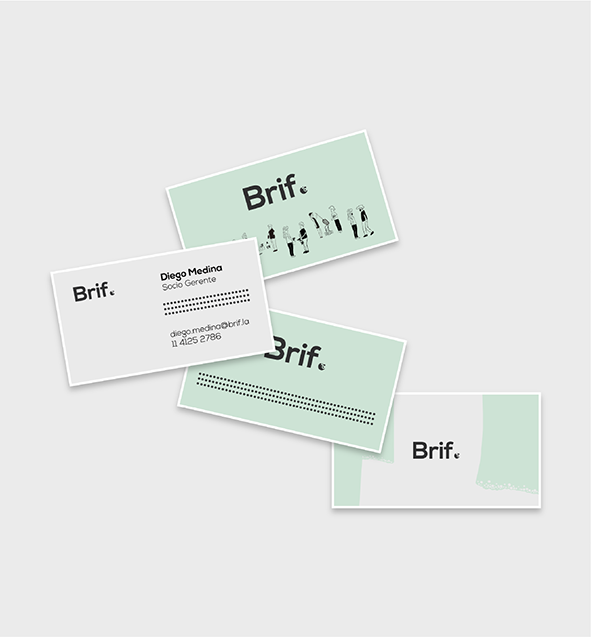 Brif.
Brif.
Diego Medina
Socio Gerente
diego.medina@brif.la
11 4125 2786
Brif.
Brif.